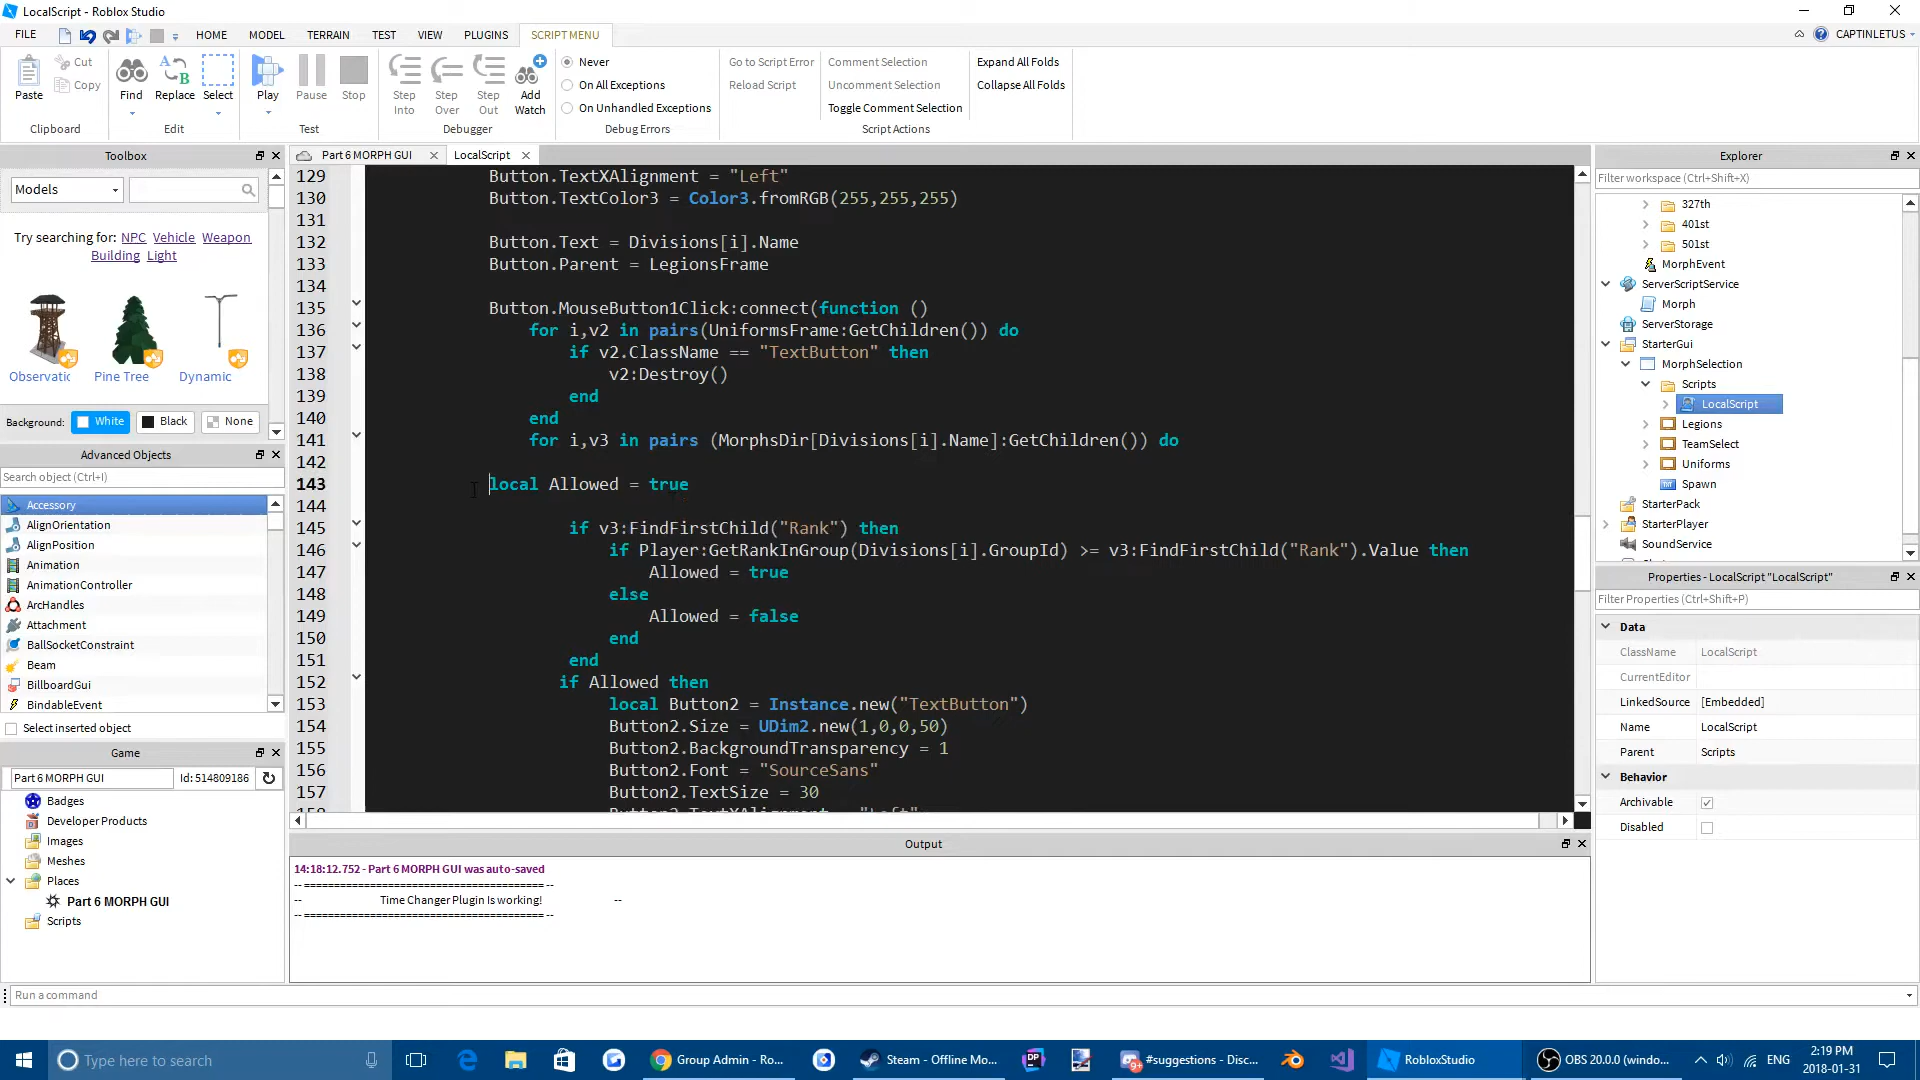 LocalScript - Roblox Studio
FILE HOME MODEL TERRAIN TEST VIEW PLUGINS SCRIPT MENU CAPTINLETUS
Paste Cut Copy Find Replace Select Play Pause Stop Step Into Step Over Step Out Add Watch
Never
On All Exceptions
On Unhandled Exceptions
Go to Script Error
Reload Script
Comment Selection
Uncomment Selection
Toggle Comment Selection
Expand All Folds
Collapse All Folds
Clipboard Edit Test Debugger Debug Errors Script Actions
Toolbox
Models
Try searching for: NPC Vehicle Weapon
Building Light
Observatic Pine Tree Dynamic
Background: White Black None
Advanced Objects
Search object (Ctrl+I)
Accessory
AlignOrientation
AlignPosition
Animation
AnimationController
ArcHandles
Attachment
BallSocketConstraint
Beam
BillboardGui
BindableEvent
Select inserted object
Game
Part 6 MORPH GUI Id: 514809186
Badges
Developer Products
Images
Meshes
Places
Part 6 MORPH GUI
Scripts
Part 6 MORPH GUI LocalScript
129 Button.TextXAlignment = "Left"
130 Button.TextColor3 = Color3.fromRGB(255,255,255)
131
132 Button.Text = Divisions[i].Name
133 Button.Parent = LegionsFrame
134
135 Button.MouseButton1Click:connect(function ()
136 for i,v2 in pairs(UniformsFrame:GetChildren()) do
137 if v2.ClassName == "TextButton" then
138 v2:Destroy()
139 end
140 end
141 for i,v3 in pairs (MorphsDir[Divisions[i].Name]:GetChildren()) do
142
143 local Allowed = true
144
145 if v3:FindFirstChild("Rank") then
146 if Player:GetRankInGroup(Divisions[i].GroupId) >= v3:FindFirstChild("Rank").Value then
147 Allowed = true
148 else
149 Allowed = false
150 end
151 end
152 if Allowed then
153 local Button2 = Instance.new("TextButton")
154 Button2.Size = UDim2.new(1,0,0,50)
155 Button2.BackgroundTransparency = 1
156 Button2.Font = "SourceSans"
157 Button2.TextSize = 30
Output
14:18:12.752 - Part 6 MORPH GUI was auto-saved
-- ======================================== --
-- Time Changer Plugin Is working! --
-- ======================================== --
Explorer
Filter workspace (Ctrl+Shift+X)
327th
401st
501st
MorphEvent
ServerScriptService
Morph
ServerStorage
StarterGui
MorphSelection
Scripts
LocalScript
Legions
TeamSelect
Uniforms
Spawn
StarterPack
StarterPlayer
SoundService
Properties - LocalScript "LocalScript"
Filter Properties (Ctrl+Shift+P)
Data
ClassName LocalScript
CurrentEditor
LinkedSource [Embedded]
Name LocalScript
Parent Scripts
Behavior
Archivable
Disabled
Run a command
Type here to search
Group Admin - Ro...
Steam - Offline Mo...
#suggestions - Disc...
RobloxStudio
OBS 20.0.0 (windo...
ENG
2:19 PM
2018-01-31